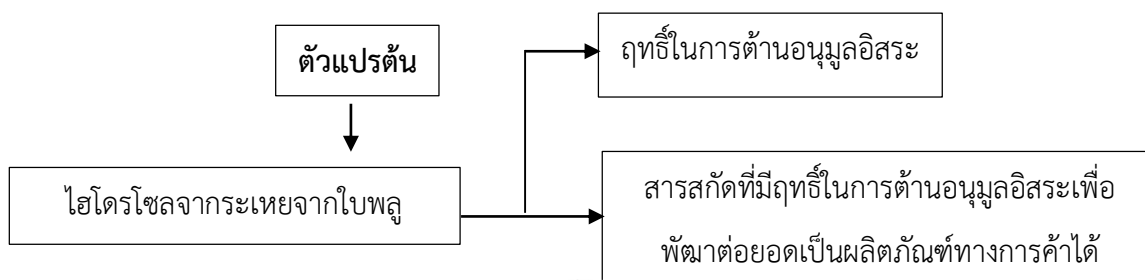 ตัวแปรต้น
ฤทธิ์ในการต้านอนุมูลอิสระ
ไฮโดรโซลจากระเหยจากใบพลู
สารสกัดที่มีฤทธิ์ในการต้านอนุมูลอิสระเพื่อ
พัฒาต่อยอดเป็นผลิตภัณฑ์ทางการค้าได้